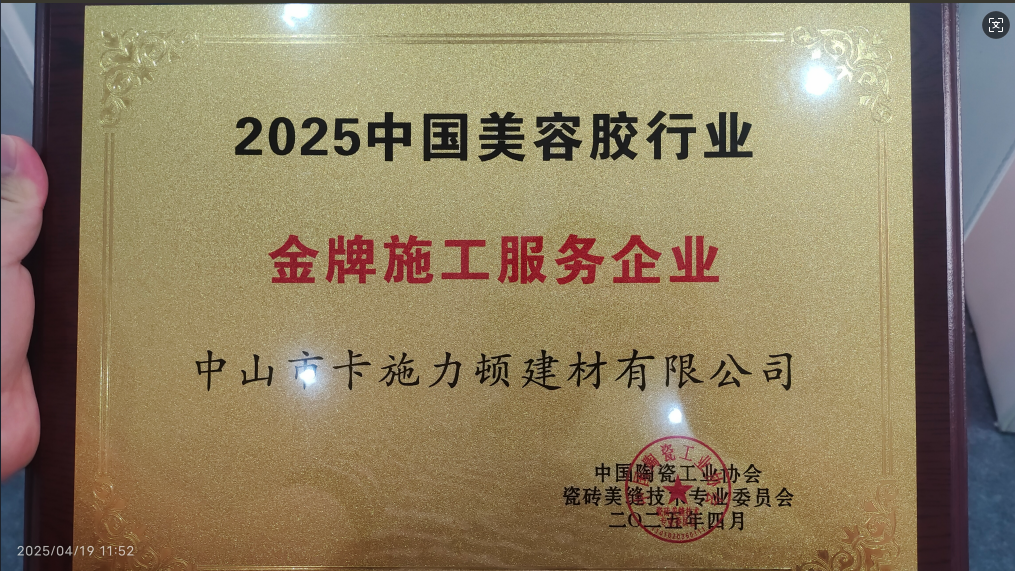 2025中国美容胶行业
金牌施工服务企业
中山市卡施力顿建材有限公司
中国陶瓷工业协会
瓷砖美缝技术专业委员会
二〇二五年四月
2025/04/19 11:52